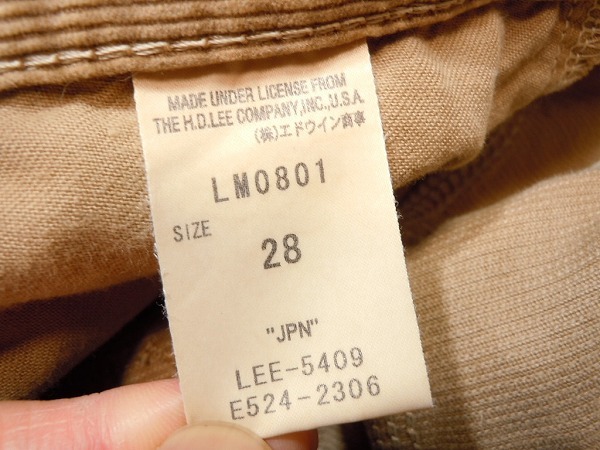 MADE UNDER LICENSE FROM
THE H.D.LEE COMPANY,INC.,U.S.A.
(株)エドウイン商事
LM0801
SIZE
28
"JPN"
LEE-5409
E524-2306